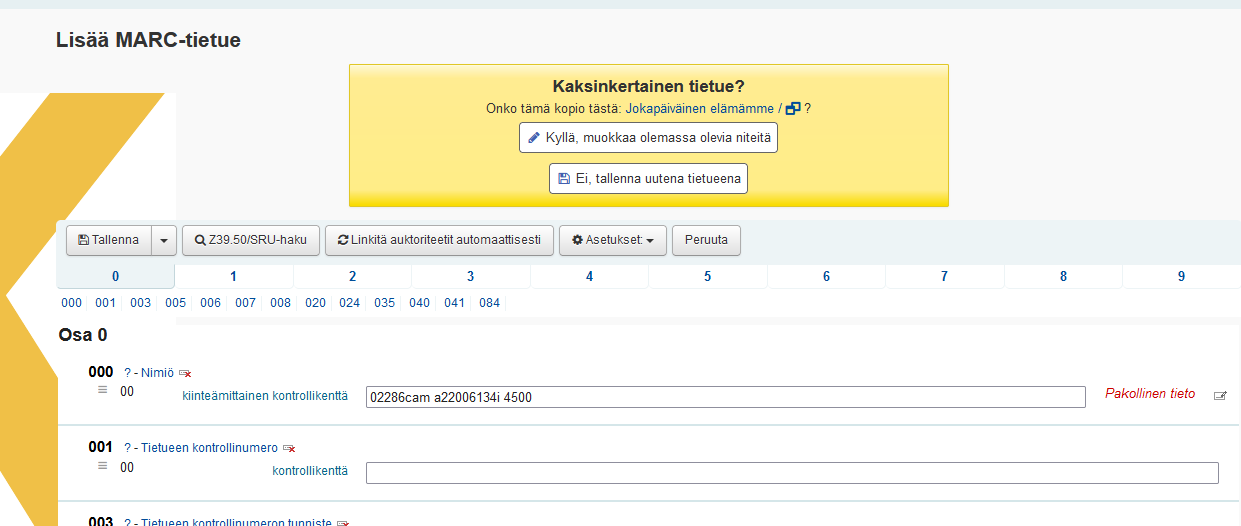 Lisää MARC-tietue
Kaksinkertainen tietue?
Onko tämä kopio tästä: Jokapäiväinen elämämme / ?
Kyllä, muokkaa olemassa olevia niteitä
Ei, tallenna uutena tietueena
Tallenna Z39.50/SRU-haku Linkitä auktoriteetit automaattisesti Asetukset: Peruuta
0 1 2 3 4 5 6 7 8 9
000 001 003 005 006 007 008 020 024 035 040 041 084
Osa 0
000 ? - Nimiö
00 kiinteämittainen kontrollikenttä 02286cam a22006134i 4500 Pakollinen tieto
001 ? - Tietueen kontrollinumero
00 kontrollikenttä
003 ? - Tietueen kontrollinumeron tunniste